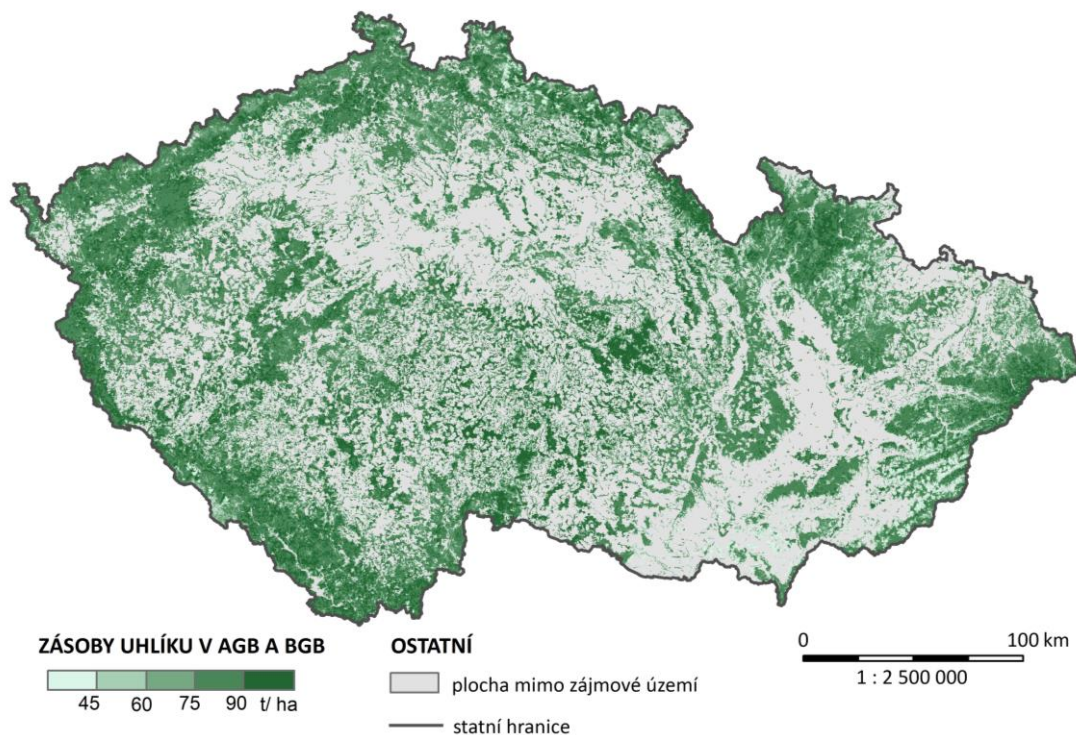 ZÁSOBY UHLÍKU V AGB A BGB
45 60 75 90 t/ ha
OSTATNÍ
plocha mimo zájmové území
statní hranice
0 100 km
1 : 2 500 000